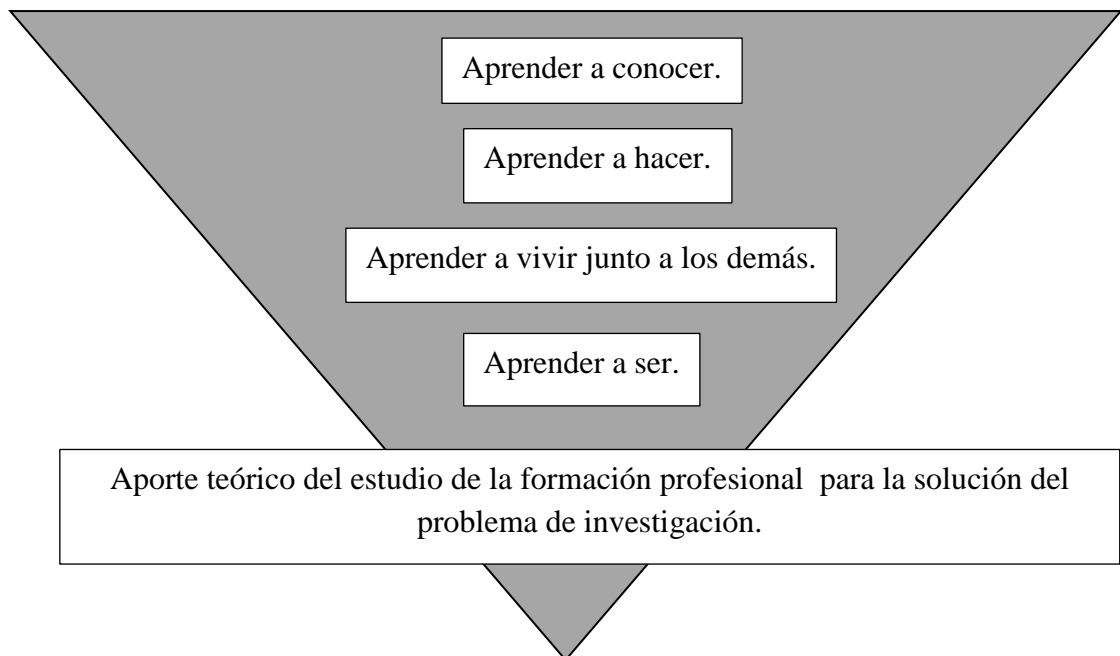 Aprender a conocer.
Aprender a hacer.
Aprender a vivir junto a los demás.
Aprender a ser.
Aporte teórico del estudio de la formación profesional  para la solución del
problema de investigación.